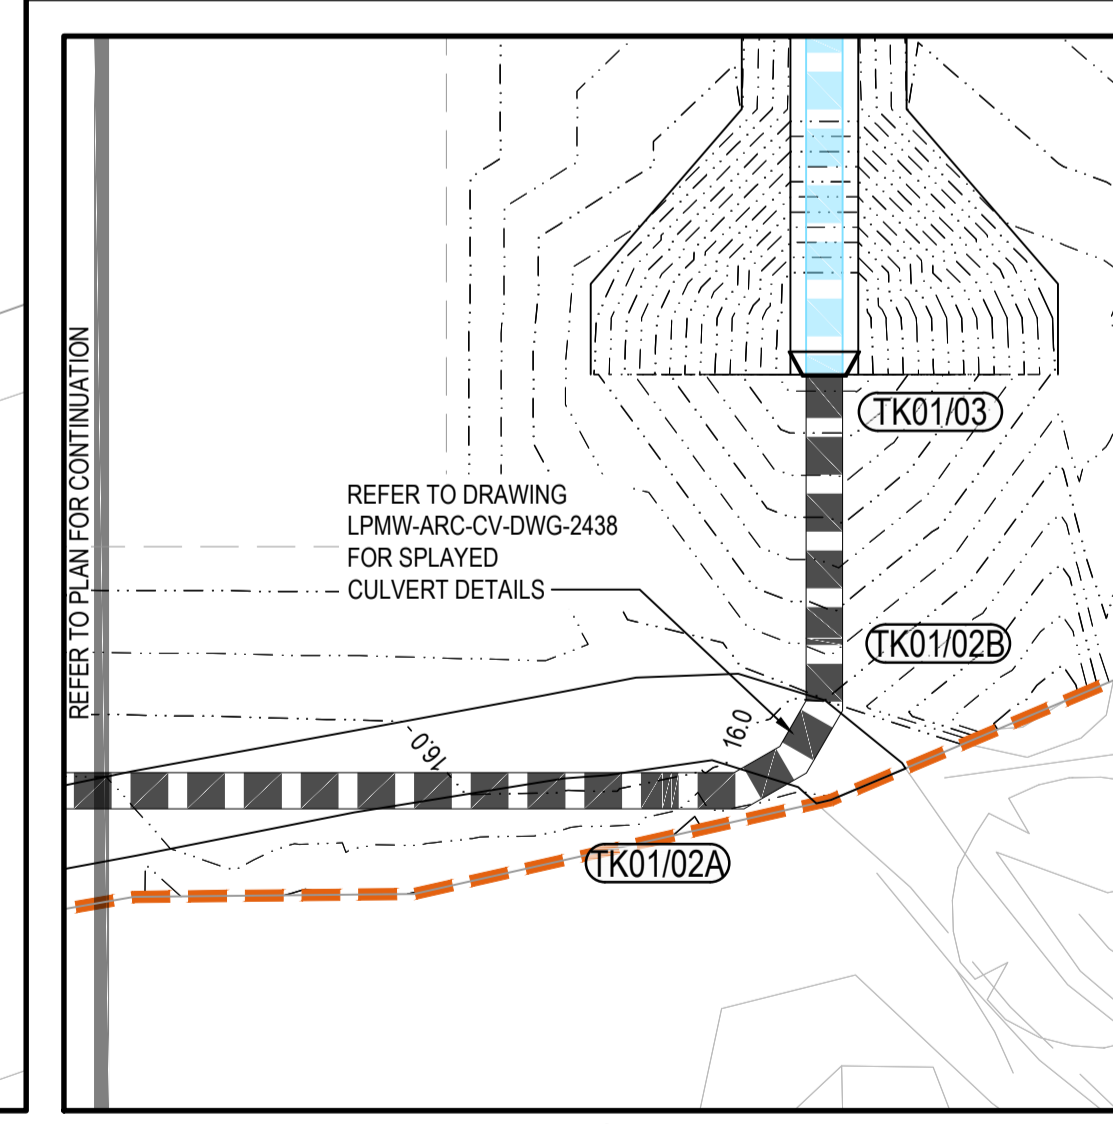 REFER TO PLAN FOR CONTINUATION
TK01/03
REFER TO DRAWING
LPMW-ARC-CV-DWG-2438
FOR SPLAYED
CULVERT DETAILS
TK01/02B
16.0
16.0
TK01/02A